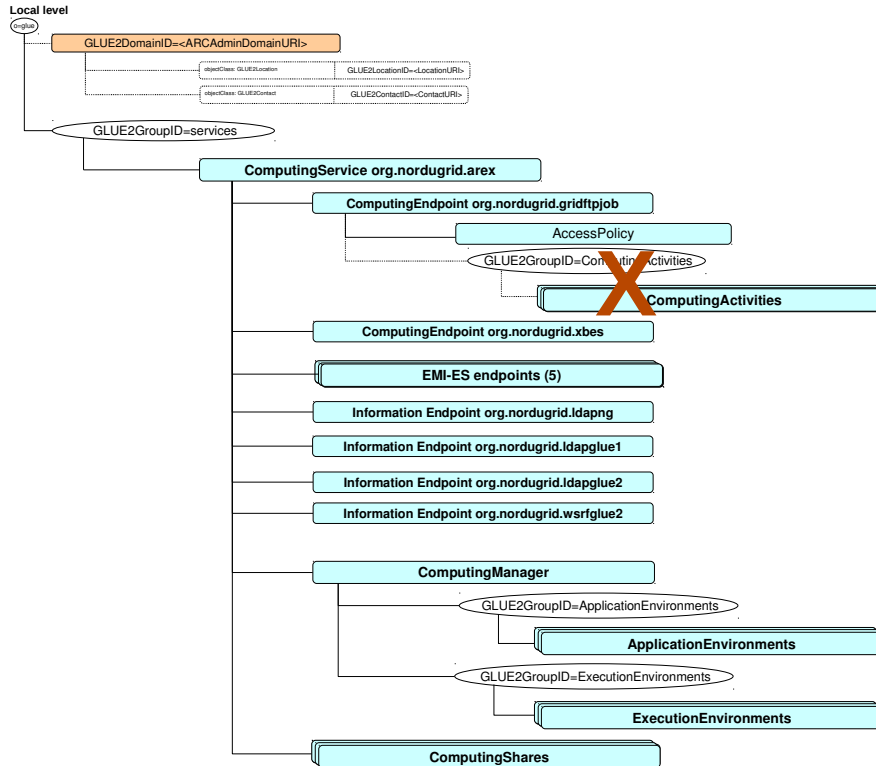 Local level
o=glue
GLUE2DomainID=<ARCAdminDomainURI>
objectClass: GLUE2Location GLUE2LocationID=<LocationURI>
objectClass: GLUE2Contact GLUE2ContactID=<ContactURI>
GLUE2GroupID=services
ComputingService org.nordugrid.arex
ComputingEndpoint org.nordugrid.gridftpjob
AccessPolicy
GLUE2GroupID=ComputingActivities
X
ComputingActivities
ComputingEndpoint org.nordugrid.xbes
EMI-ES endpoints (5)
Information Endpoint org.nordugrid.ldapng
Information Endpoint org.nordugrid.ldapglue1
Information Endpoint org.nordugrid.ldapglue2
Information Endpoint org.nordugrid.wsrfglue2
ComputingManager
GLUE2GroupID=ApplicationEnvironments
ApplicationEnvironments
GLUE2GroupID=ExecutionEnvironments
ExecutionEnvironments
ComputingShares